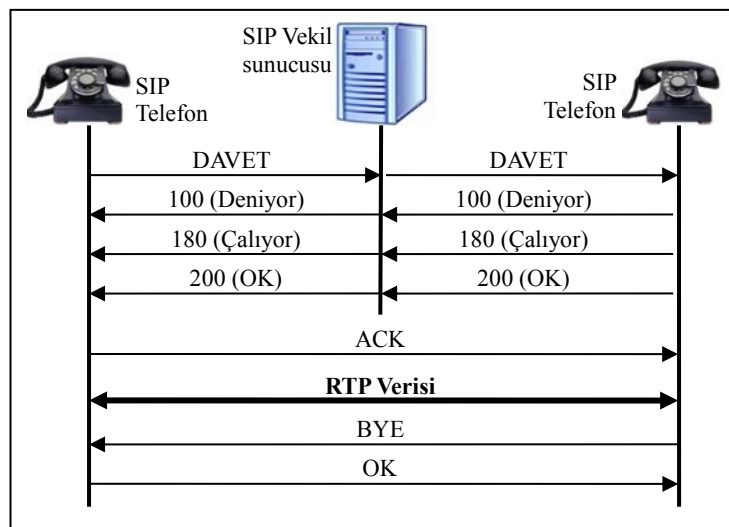 SIP Vekil
sunucusu
SIP
Telefon
SIP
Telefon
DAVET
DAVET
100 (Deniyor)
100 (Deniyor)
180 (Çalıyor)
180 (Çalıyor)
200 (OK)
200 (OK)
ACK
RTP Verisi
BYE
OK